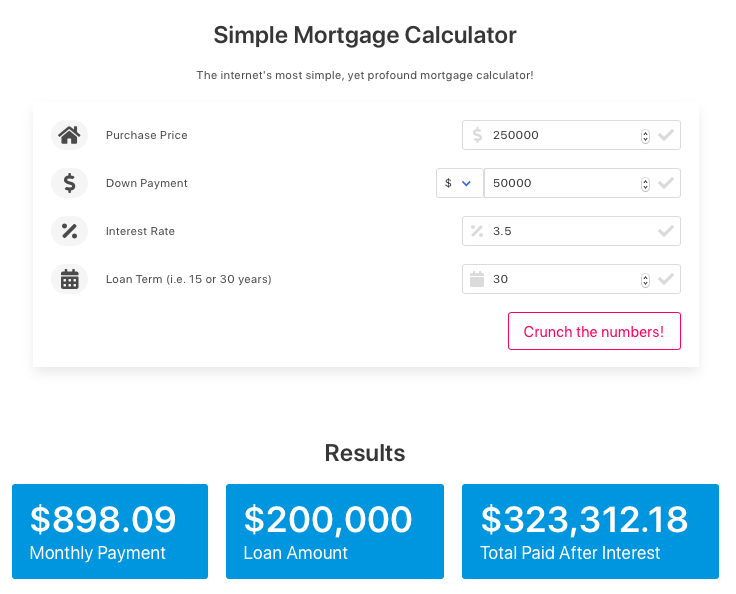 Simple Mortgage Calculator
The internet's most simple, yet profound mortgage calculator!
Purchase Price $ 250000
Down Payment $ 50000
Interest Rate % 3.5
Loan Term (i.e. 15 or 30 years) 30
Crunch the numbers!
Results
$898.09 $200,000 $323,312.18
Monthly Payment Loan Amount Total Paid After Interest